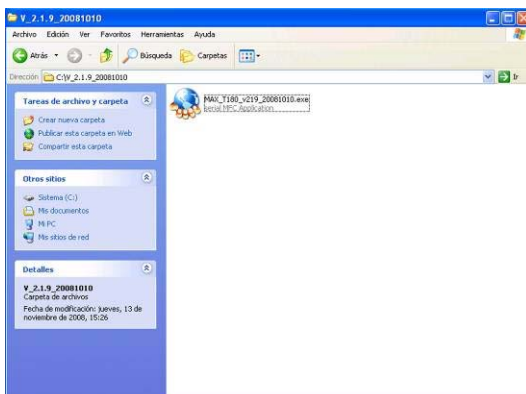 V_2.1.9_20081010
Archivo Edición Ver Favoritos Herramientas Ayuda
Atrás Búsqueda Carpetas
Dirección C:\V_2.1.9_20081010 Ir
Tareas de archivo y carpeta
Crear nueva carpeta
Publicar esta carpeta en Web
Compartir esta carpeta
Otros sitios
Sistema (C:)
Mis documentos
Mi PC
Mis sitios de red
Detalles
V_2.1.9_20081010
Carpeta de archivos
Fecha de modificación: jueves, 13 de
noviembre de 2008, 15:26
MAX_T180_v219_20081010.exe
Serial MFC Application